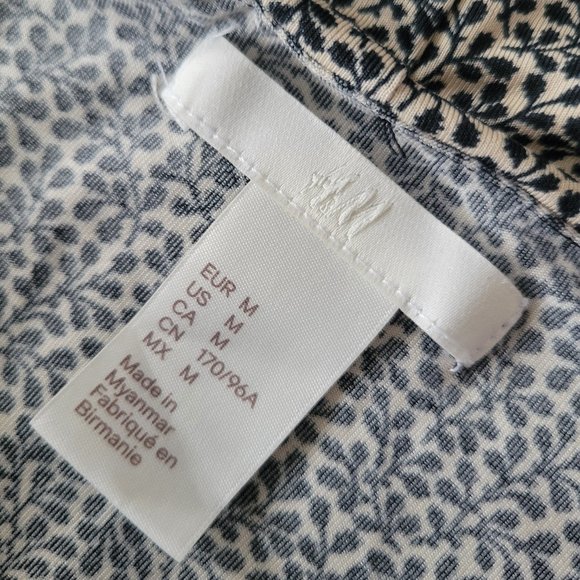 H&M
EUR M
US M
CA M
CN 170/96A
MX M
Made in
Myanmar
Fabriqué en
Birmanie